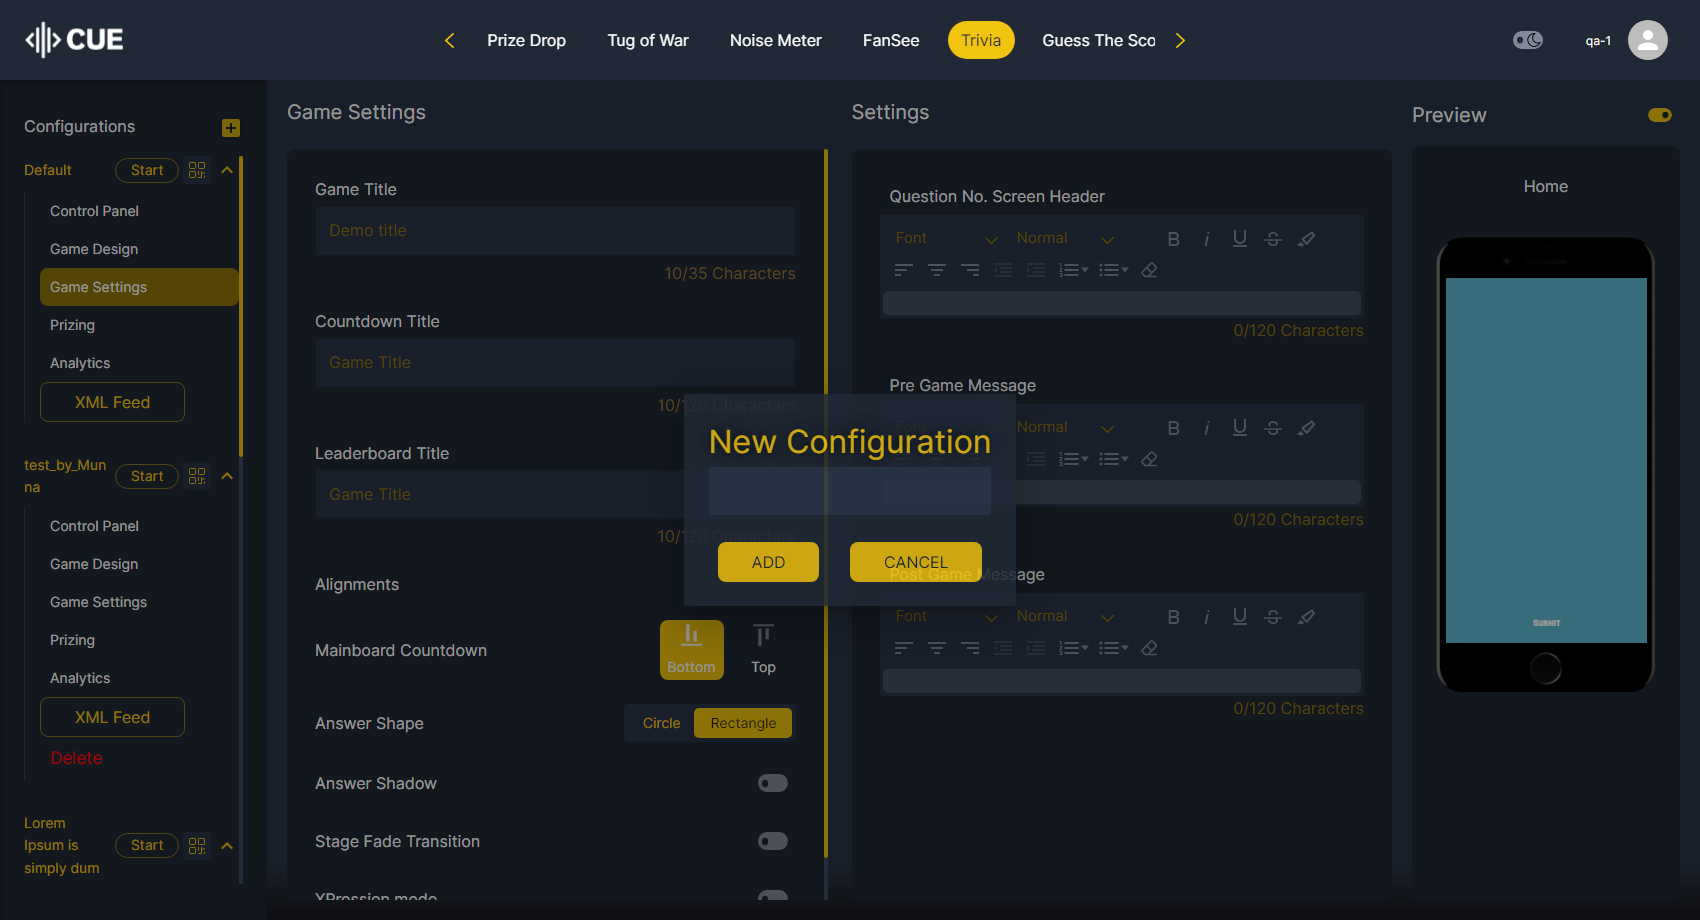 CUE
Prize Drop
Tug of War
Noise Meter
FanSee
Trivia
Guess The Sco
qa-1
Configurations
Default
Start
Control Panel
Game Design
Game Settings
Prizing
Analytics
XML Feed
test_by_Mun
na
Start
Control Panel
Game Design
Game Settings
Prizing
Analytics
XML Feed
Delete
Lorem
Ipsum is
simply dum
Start
Game Settings
Game Title
Demo title
10/35 Characters
Countdown Title
Game Title
10/120 Characters
Leaderboard Title
Game Title
10/120 Characters
Alignments
Mainboard Countdown
Bottom
Top
Answer Shape
Circle
Rectangle
Answer Shadow
Stage Fade Transition
XPression mode
New Configuration
ADD
CANCEL
Settings
Question No. Screen Header
Font
Normal
0/120 Characters
Pre Game Message
Normal
0/120 Characters
Post Game Message
Font
Normal
0/120 Characters
Preview
Home
SUBMIT